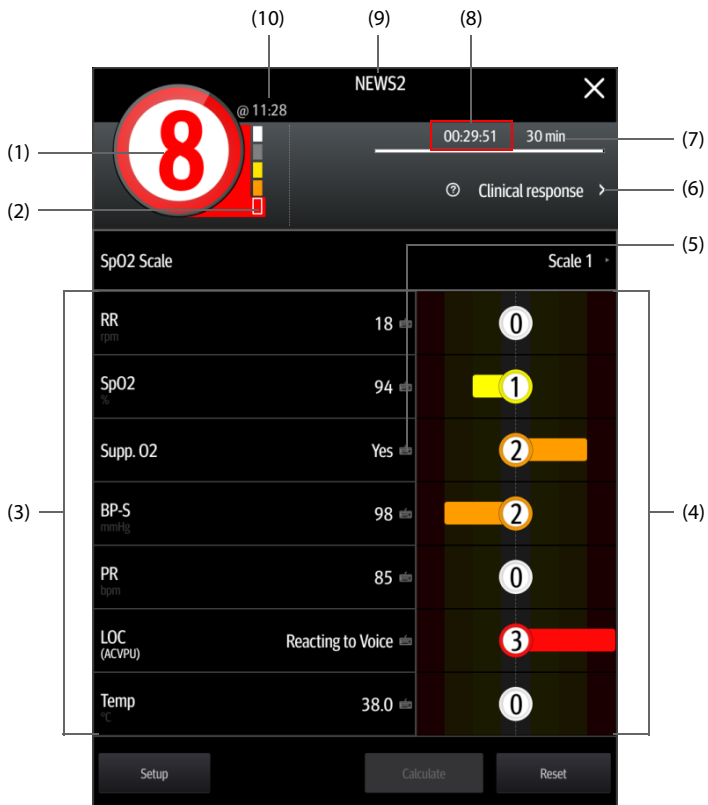 (10) (9) (8)
NEWS2
@ 11:28
8
00:29:51 30 min
(7)
(1)
Clinical response
(6)
(2)
(5)
SpO2 Scale Scale 1
RR 18 0
rpm
SpO2 94 1
%
Supp. O2 Yes 2
(3)
(4)
BP-S 98 2
mmHg
PR 85 0
bpm
LOC Reacting to Voice 3
(ACVPU)
Temp 38.0 0
°C
Setup Calculate Reset